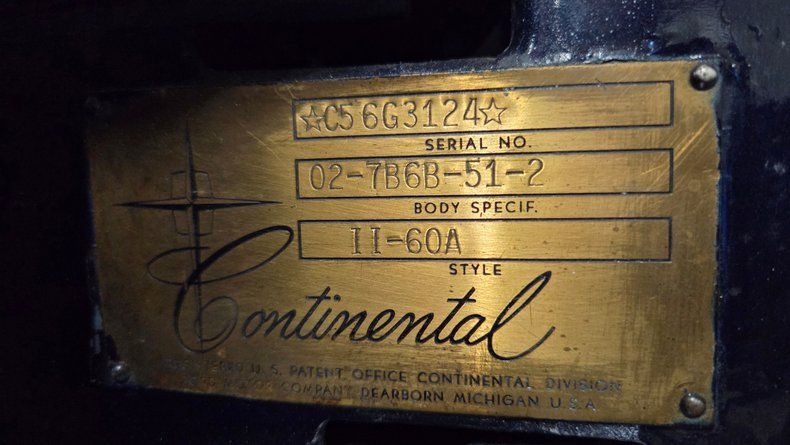 ☆C56G3124☆
SERIAL NO.
02-7B6B-51-2
BODY SPECIF.
II-60A
STYLE
Continental
U.S. PATENT OFFICE CONTINENTAL DIVISION
MOTOR COMPANY DEARBORN MICHIGAN U.S.A